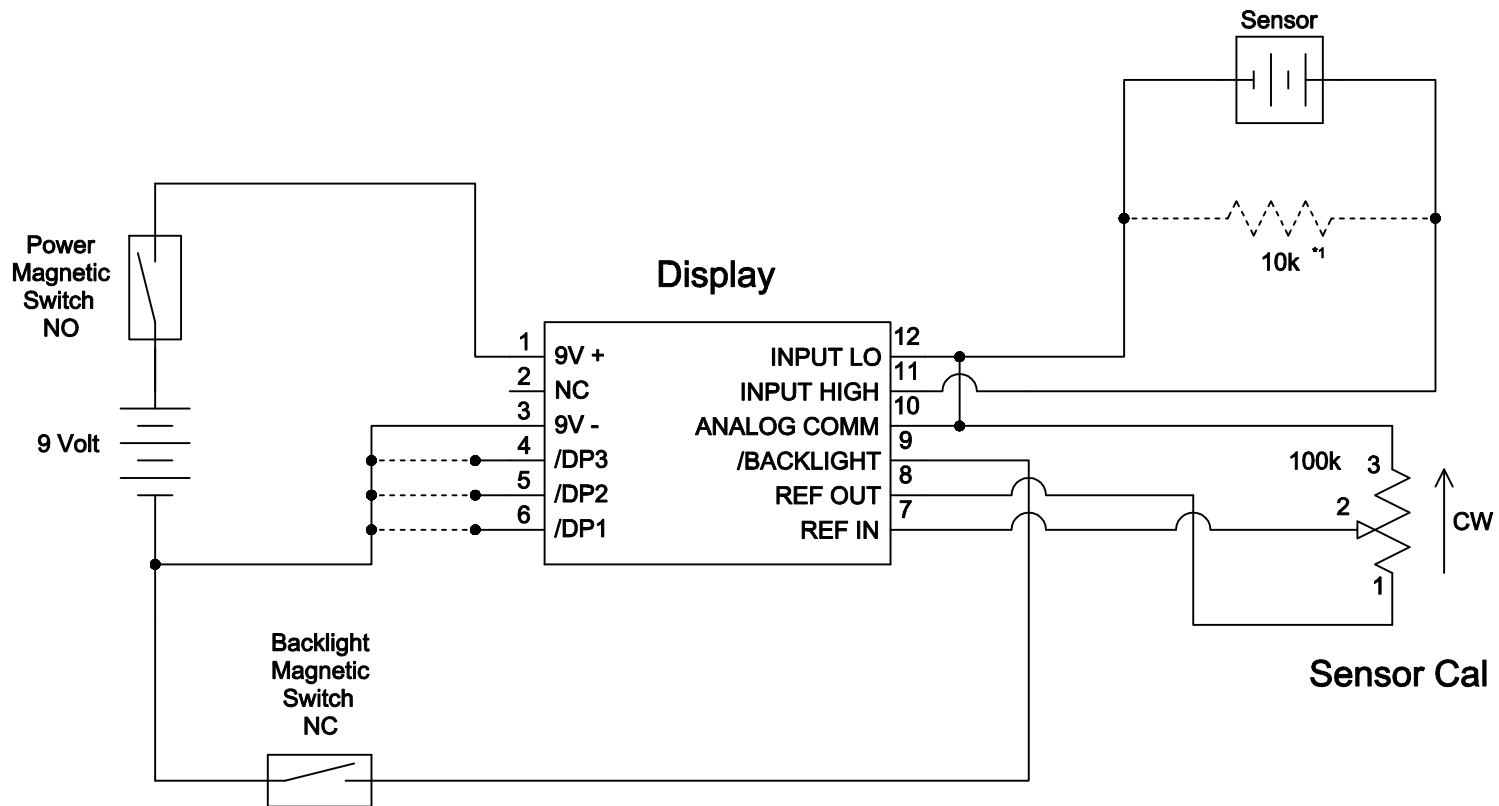 Sensor
10k *1
Power
Magnetic
Switch
NO
9 Volt
Display
1
9V +
2
NC
3
9V -
4
/DP3
5
/DP2
6
/DP1
12
INPUT LO
11
INPUT HIGH
10
ANALOG COMM
9
/BACKLIGHT
8
REF OUT
7
REF IN
100k
3
2
1
CW
Sensor Cal
Backlight
Magnetic
Switch
NC